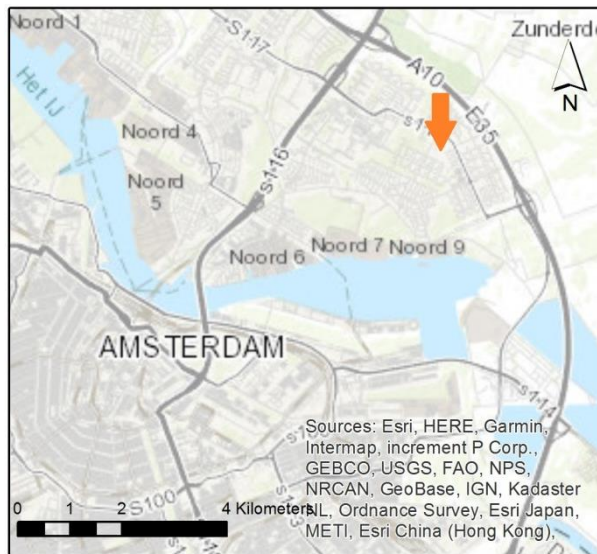 Noord 1
Zunderdo
S117
A10
Het IJ
E35
N
Noord 4
s116
Noord
5
Noord 7
Noord 9
Noord 6
AMSTERDAM
s114
Sources: Esri, HERE, Garmin,
Intermap, increment P Corp.,
GEBCO, USGS, FAO, NPS,
NRCAN, GeoBase, IGN, Kadaster
S100
0 1 2 4 Kilometers
NL, Ordnance Survey, Esri Japan,
METI, Esri China (Hong Kong),